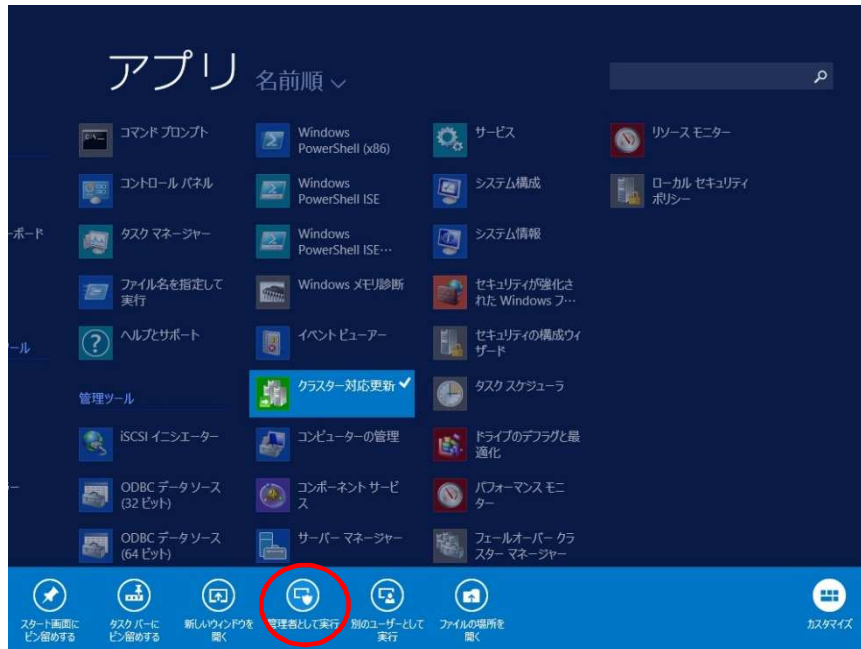 アプリ 名前順
コマンド プロンプト
コントロール パネル
ーボード
タスク マネージャー
ファイル名を指定して
実行
ール
ヘルプとサポート
管理ツール
iSCSI イニシエーター
ー
ODBC データ ソース
(32 ビット)
ODBC データ ソース
(64 ビット)
Windows
PowerShell (x86)
Windows
PowerShell ISE
Windows
PowerShell ISE…
Windows メモリ診断
イベント ビューアー
クラスター対応更新
コンピューターの管理
コンポーネント サービ
ス
サーバー マネージャー
サービス
システム構成
システム情報
セキュリティが強化さ
れた Windows フ…
セキュリティの構成ウィ
ザード
タスク スケジューラ
ドライブのデフラグと最
適化
パフォーマンス モニ
ター
フェールオーバー クラ
スター マネージャー
リソース モニター
ローカル セキュリティ
ポリシー
スタート画面に
ピン留めする
タスク バーに
ピン留めする
新しいウィンドウを
開く
管理者として実行
別のユーザーとして
実行
ファイルの場所を
開く
カスタマイズ